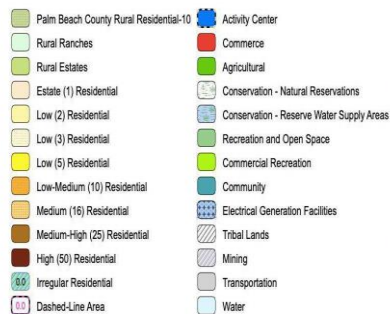 Palm Beach County Rural Residential-10
Rural Ranches
Rural Estates
Estate (1) Residential
Low (2) Residential
Low (3) Residential
Low (5) Residential
Low-Medium (10) Residential
Medium (16) Residential
Medium-High (25) Residential
High (50) Residential
0.0 Irregular Residential
0.0 Dashed-Line Area
Activity Center
Commerce
Agricultural
Conservation - Natural Reservations
Conservation - Reserve Water Supply Areas
Recreation and Open Space
Commercial Recreation
Community
Electrical Generation Facilities
Tribal Lands
Mining
Transportation
Water